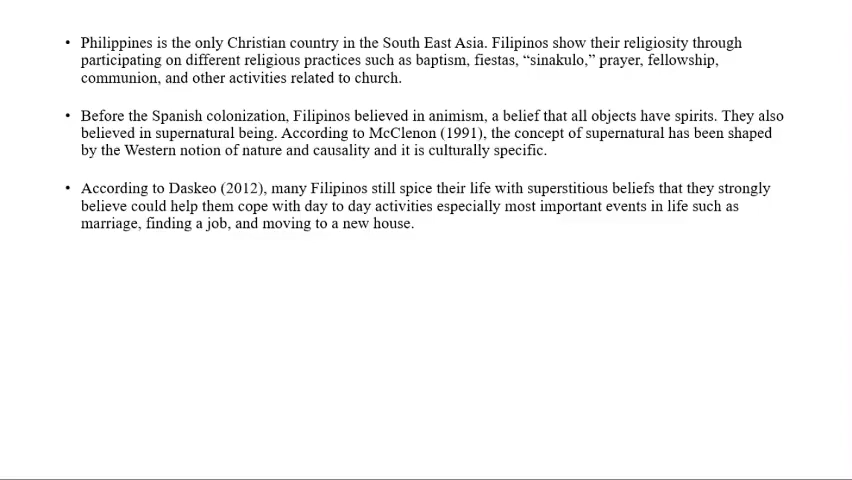 • Philippines is the only Christian country in the South East Asia. Filipinos show their religiosity through
participating on different religious practices such as baptism, fiestas, “sinakulo,” prayer, fellowship,
communion, and other activities related to church.
• Before the Spanish colonization, Filipinos believed in animism, a belief that all objects have spirits. They also
believed in supernatural being. According to McClenon (1991), the concept of supernatural has been shaped
by the Western notion of nature and causality and it is culturally specific.
• According to Daskeo (2012), many Filipinos still spice their life with superstitious beliefs that they strongly
believe could help them cope with day to day activities especially most important events in life such as
marriage, finding a job, and moving to a new house.